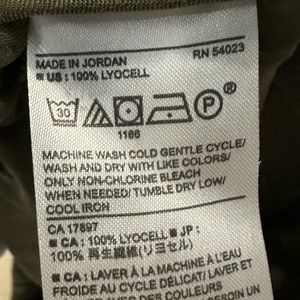 MADE IN JORDAN RN 54023
■ US : 100% LYOCELL
30 P
1166
MACHINE WASH COLD GENTLE CYCLE/
WASH AND DRY WITH LIKE COLORS/
ONLY NON-CHLORINE BLEACH
WHEN NEEDED/ TUMBLE DRY LOW/
COOL IRON
CA 17897
■ CA : 100% LYOCELL ■ JP :
100% 再生繊維 (リヨセル)
■ CA : LAVER À LA MACHINE À L'EAU
FROIDE AU CYCLE DÉLICAT/ LAVER ET
DES COULEURS